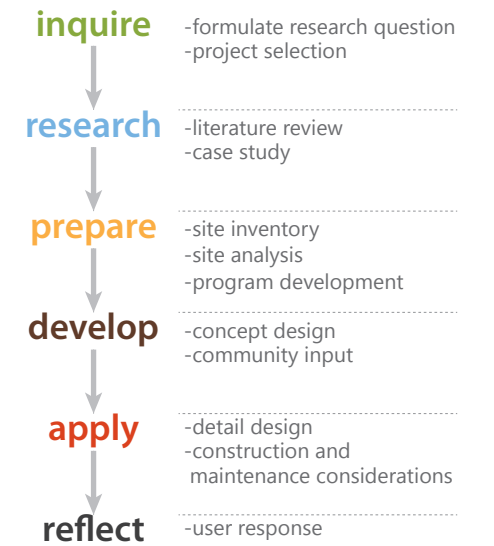 inquire
-formulate research question
-project selection
research
-literature review
-case study
prepare
-site inventory
-site analysis
-program development
develop
-concept design
-community input
apply
-detail design
-construction and
maintenance considerations
reflect
-user response